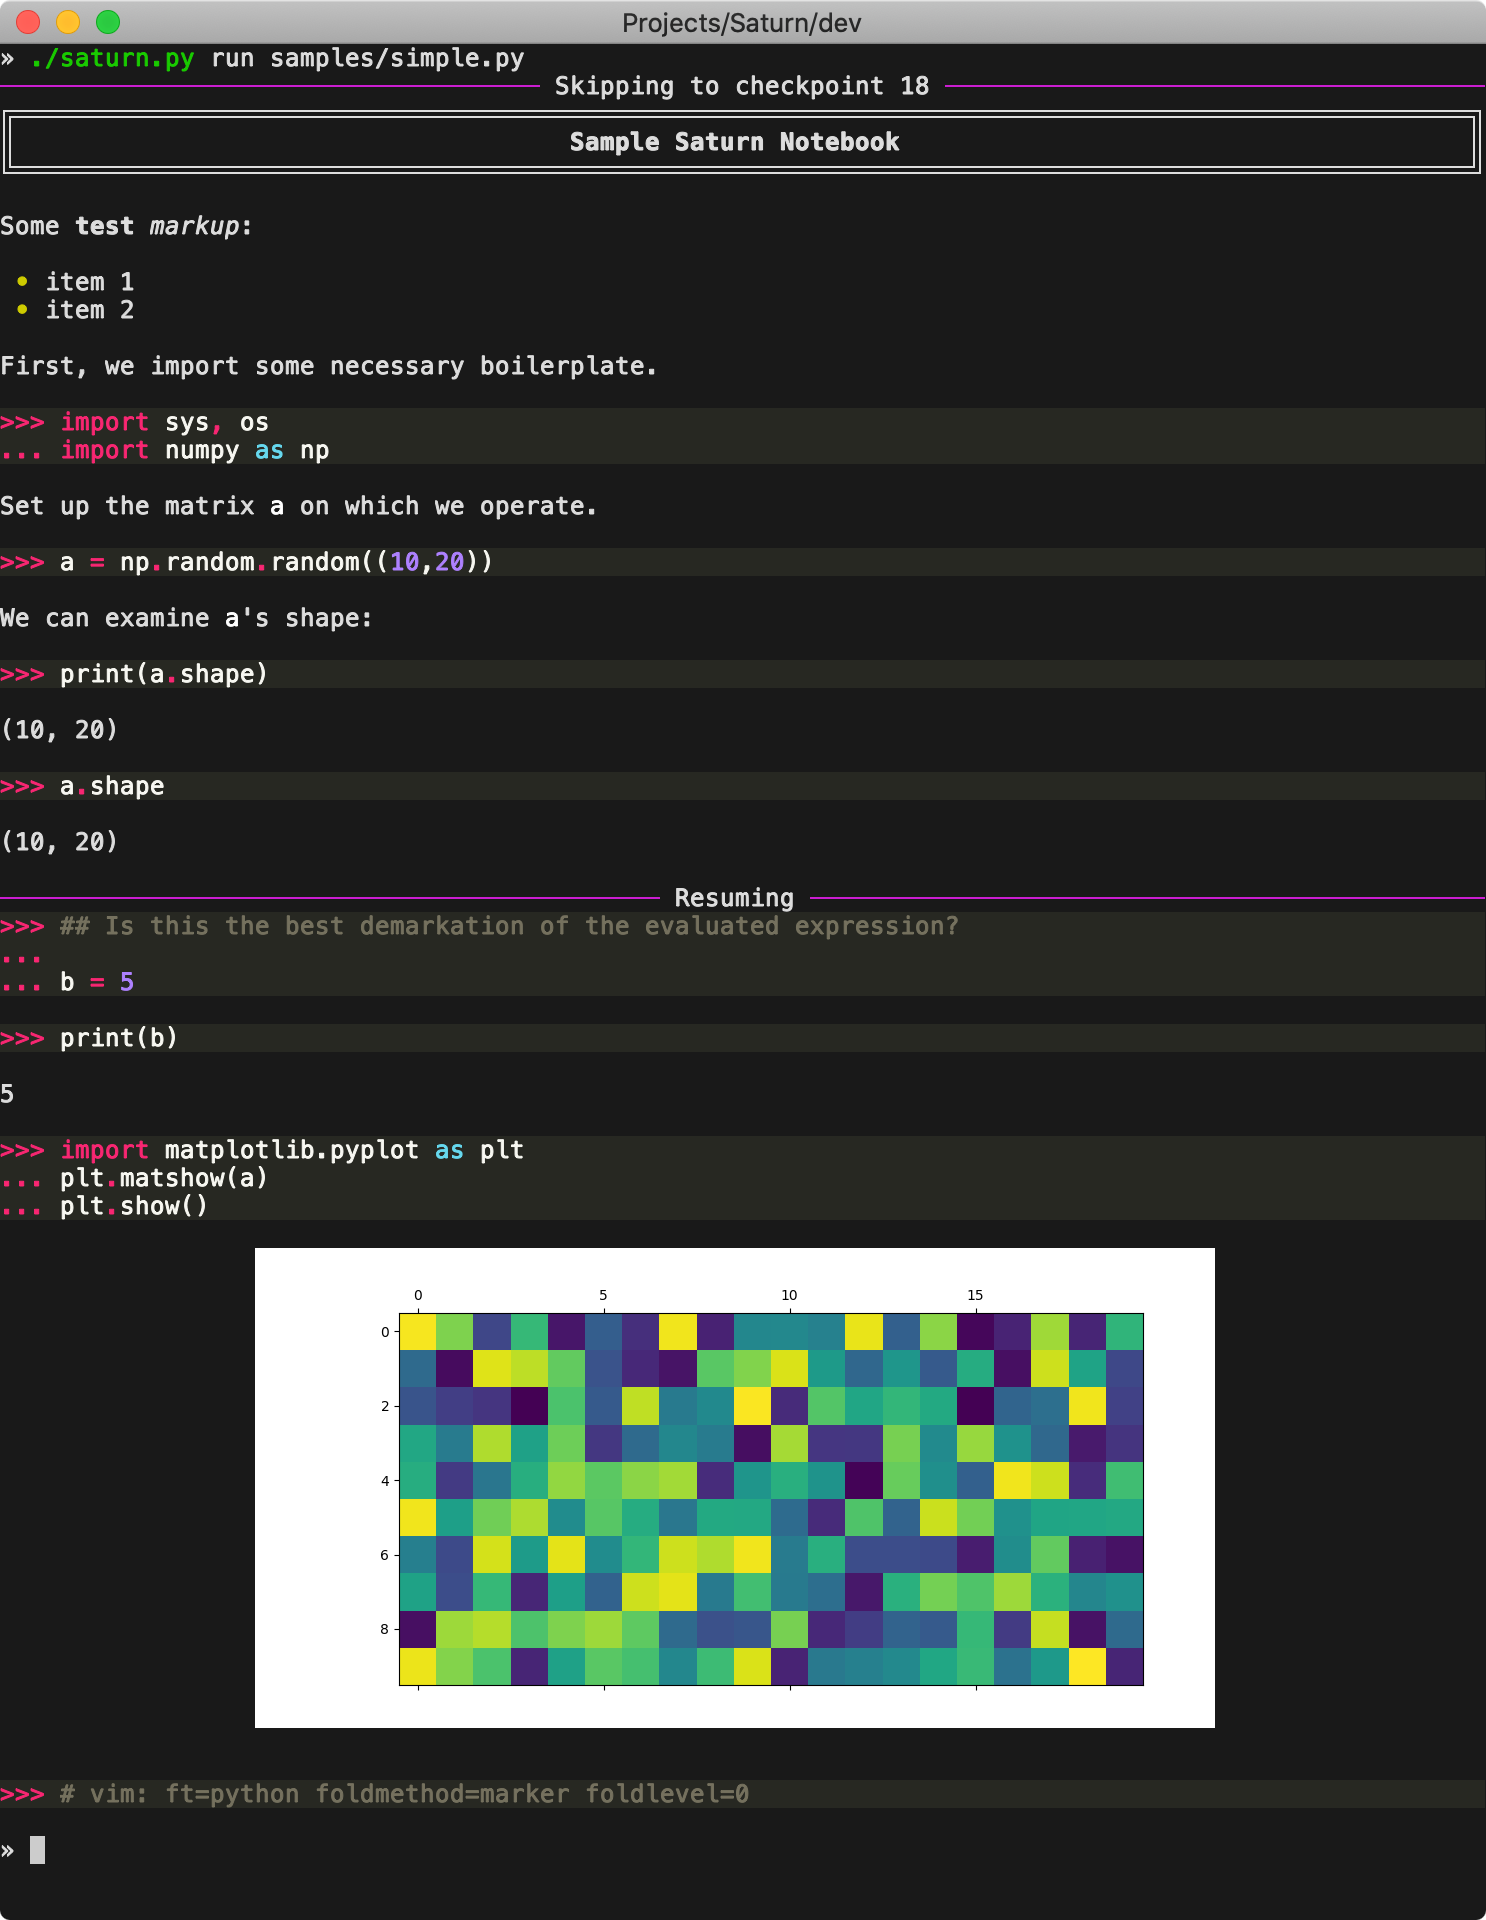 Projects/Saturn/dev
» ./saturn.py run samples/simple.py
Skipping to checkpoint 18
Sample Saturn Notebook
Some test markup:
• item 1
• item 2
First, we import some necessary boilerplate.
>>> import sys, os
... import numpy as np
Set up the matrix a on which we operate.
>>> a = np.random.random((10,20))
We can examine a's shape:
>>> print(a.shape)
(10, 20)
>>> a.shape
(10, 20)
Resuming
>>> ## Is this the best demarkation of the evaluated expression?
...
... b = 5
>>> print(b)
5
>>> import matplotlib.pyplot as plt
... plt.matshow(a)
... plt.show()
0 5 10 15
0
2
4
6
8
>>> # vim: ft=python foldmethod=marker foldlevel=0
»